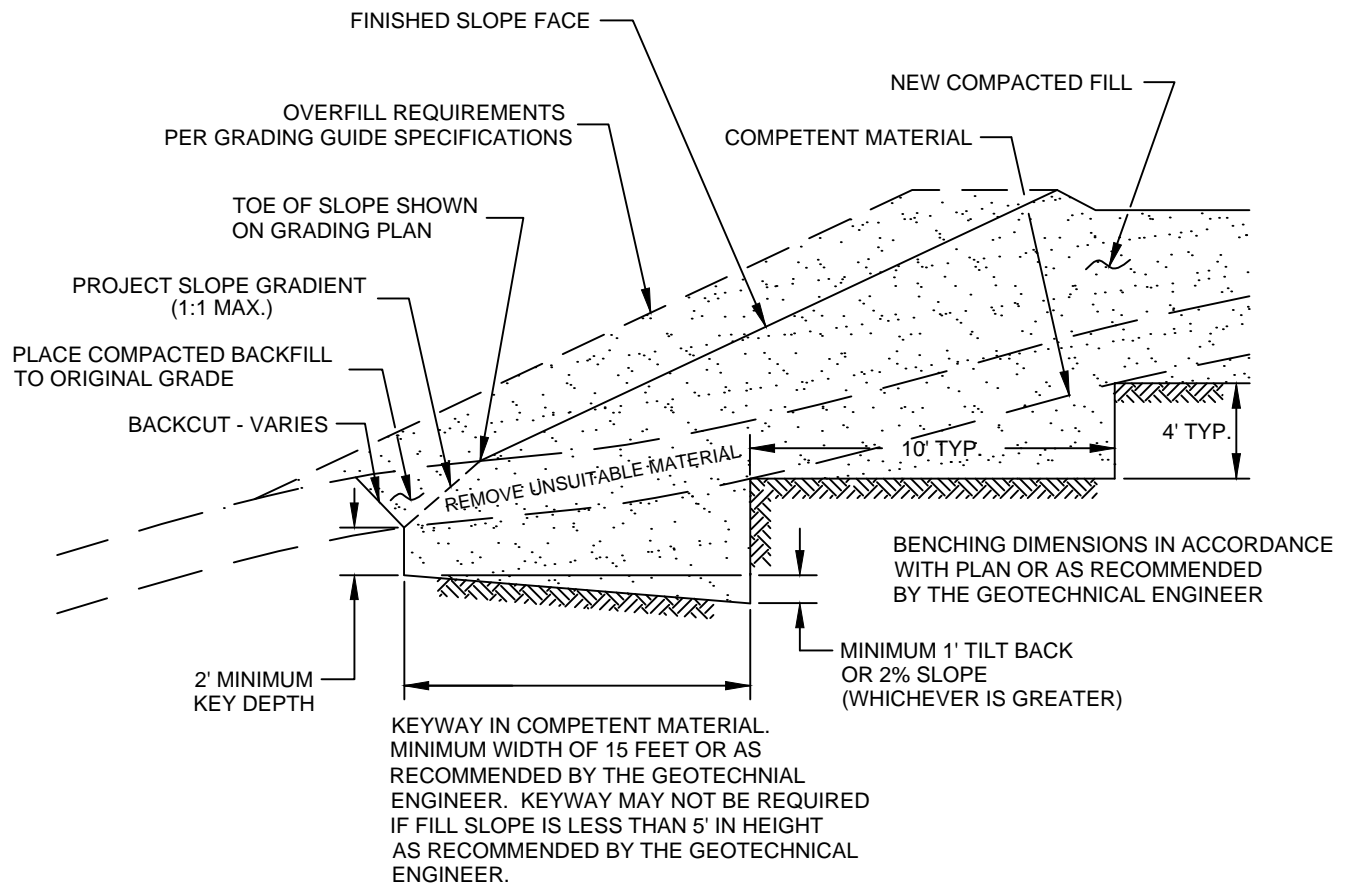 FINISHED SLOPE FACE
NEW COMPACTED FILL
OVERFILL REQUIREMENTS
PER GRADING GUIDE SPECIFICATIONS
COMPETENT MATERIAL
TOE OF SLOPE SHOWN
ON GRADING PLAN
PROJECT SLOPE GRADIENT
(1:1 MAX.)
PLACE COMPACTED BACKFILL
TO ORIGINAL GRADE
BACKCUT - VARIES
4' TYP.
10' TYP.
REMOVE UNSUITABLE MATERIAL
BENCHING DIMENSIONS IN ACCORDANCE
WITH PLAN OR AS RECOMMENDED
BY THE GEOTECHNICAL ENGINEER
MINIMUM 1' TILT BACK
OR 2% SLOPE
(WHICHEVER IS GREATER)
2' MINIMUM
KEY DEPTH
KEYWAY IN COMPETENT MATERIAL.
MINIMUM WIDTH OF 15 FEET OR AS
RECOMMENDED BY THE GEOTECHNIAL
ENGINEER. KEYWAY MAY NOT BE REQUIRED
IF FILL SLOPE IS LESS THAN 5' IN HEIGHT
AS RECOMMENDED BY THE GEOTECHNICAL
ENGINEER.